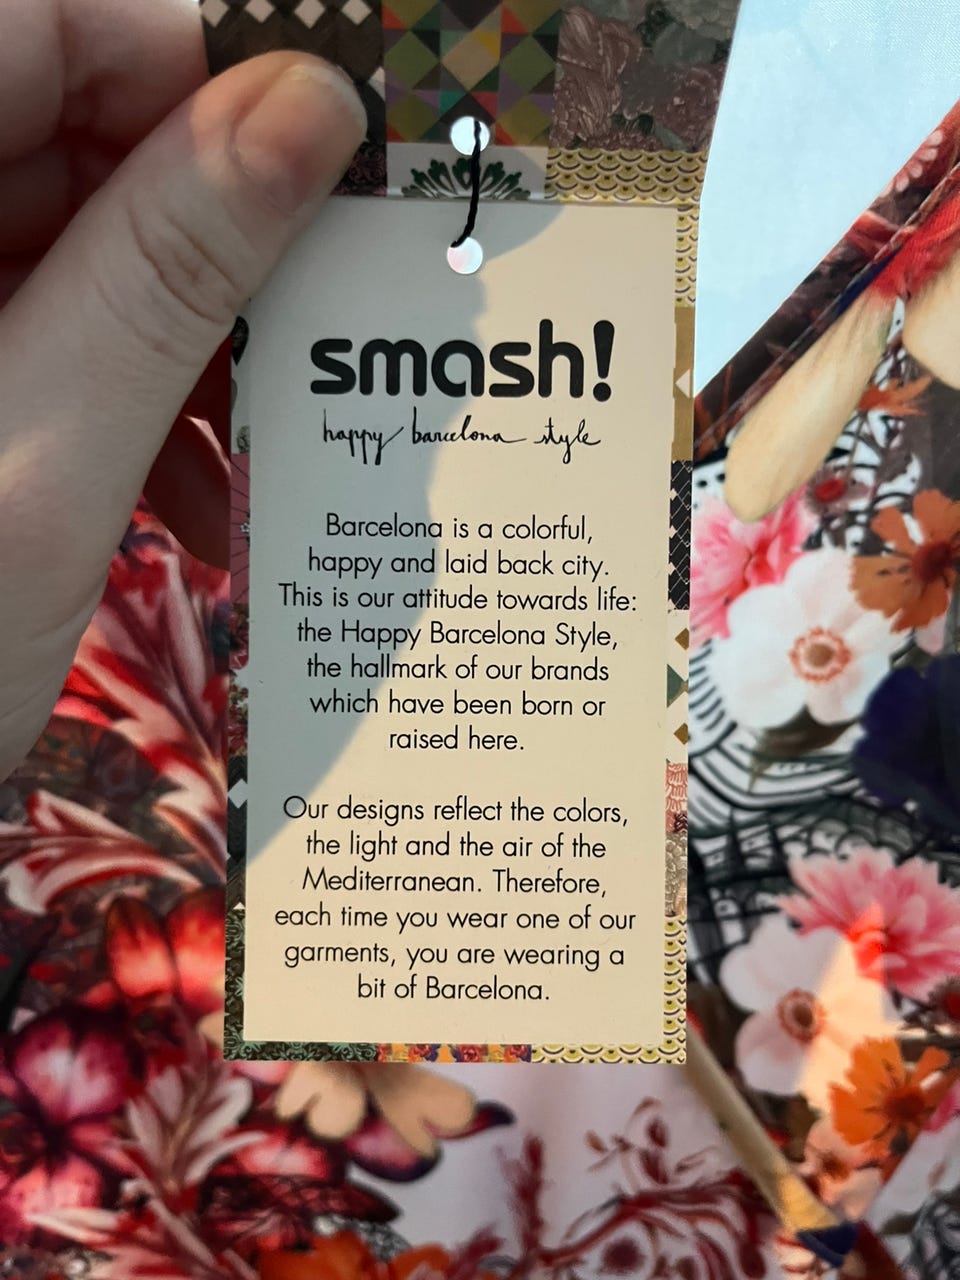 smash!
happy barcelona style
Barcelona is a colorful,
happy and laid back city.
This is our attitude towards life:
the Happy Barcelona Style,
the hallmark of our brands
which have been born or
raised here.
Our designs reflect the colors,
the light and the air of the
Mediterranean. Therefore,
each time you wear one of our
garments, you are wearing a
bit of Barcelona.